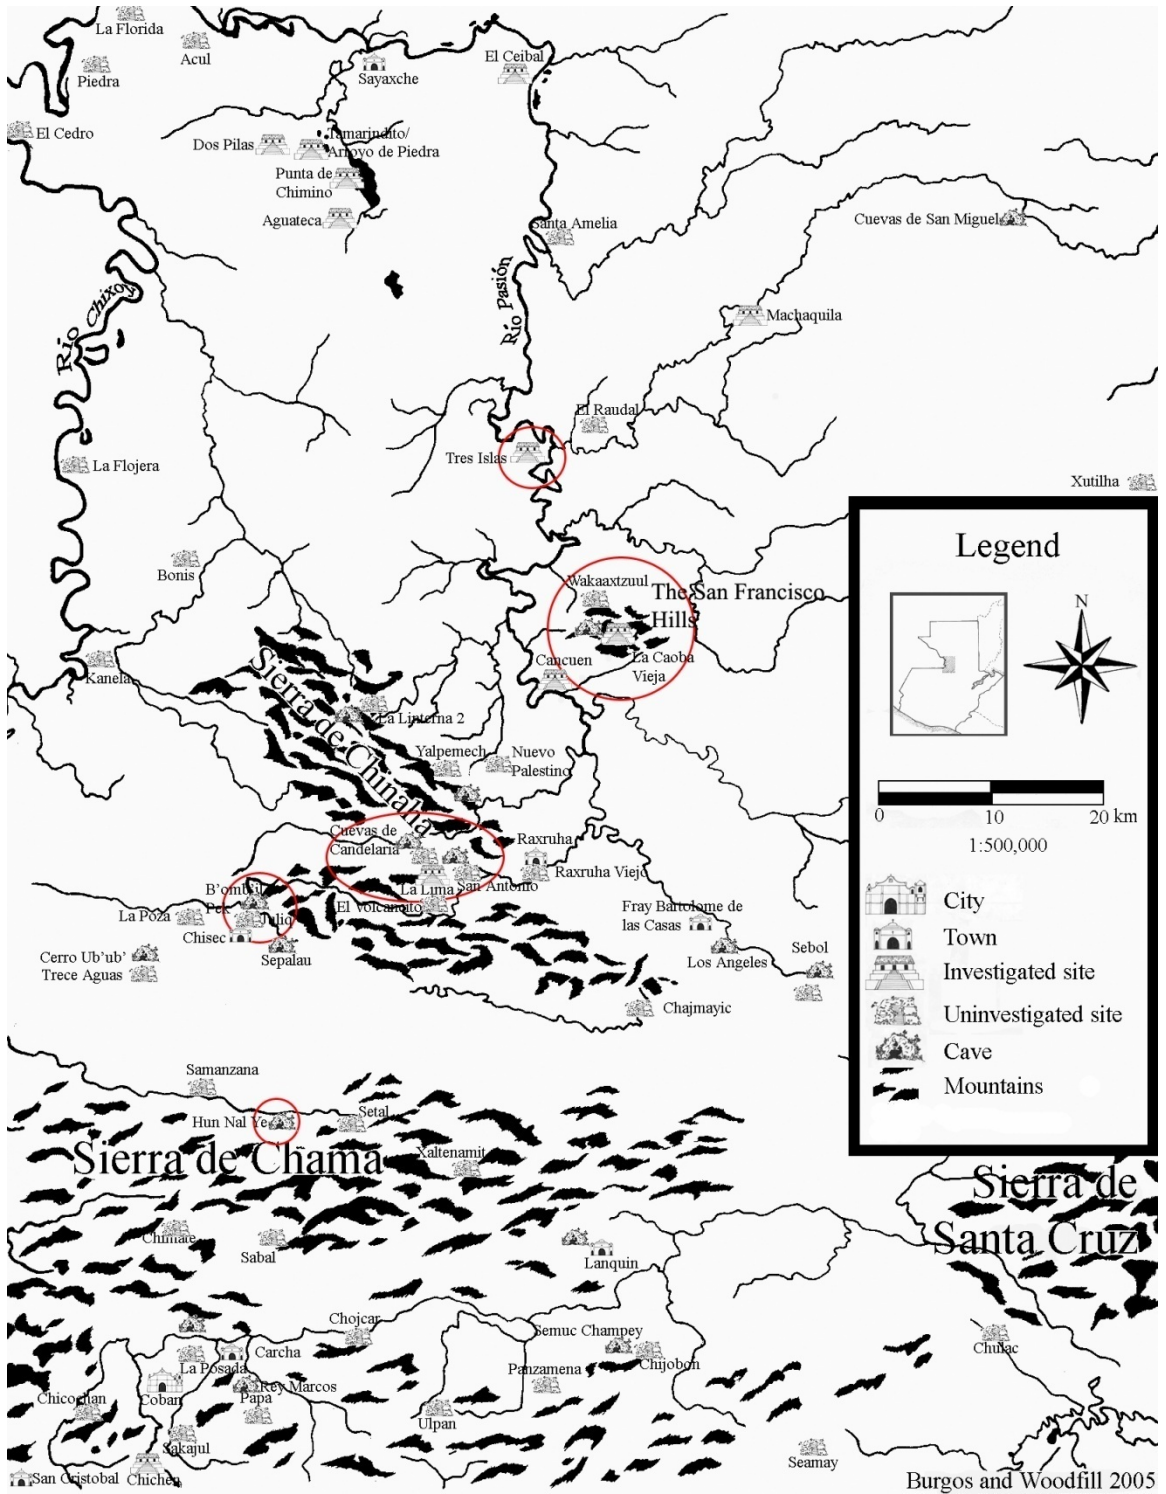 La Florida
Acul
Piedra
El Ceibal
Sayaxche
El Cedro
Dos Pilas
Tamarindito/
Arroyo de Piedra
Punta de
Chimino
Aguateca
Santa Amelia
Cuevas de San Miguel
Río Chixoy
Río Pasión
Machaquila
El Raudal
Tres Islas
La Flojera
Xutilha
Bonis
Wakaaxtzuul
The San Francisco
Hills
La Caoba
Vieja
Cancuen
Kanela
Sierra de Chinaha
La Linterna 2
Yalpemech
Nuevo
Palestino
Cuevas de
Candelaria
Raxruha
Raxruha Viejo
La Luna
San Antonio
El Volcancito
B'omb'il
Pek
Julio
La Poza
Chisec
Sepalau
Cerro Ub'ub'
Trece Aguas
Fray Bartolome de
las Casas
Los Angeles
Sebol
Chajmayic
Samanzana
Hun Nal Ye
Setal
Sierra de Chama
Xaltenamit
Sierra de
Santa Cruz
Chimate
Sabal
Lanquin
Chojcar
Semuc Champey
Chijobon
Panzamena
Chulac
Carcha
La Posada
Coban
Rey Marcos
Papa
Chicochan
Ulpan
Sakajul
Seamay
San Cristobal
Chichen
Legend
N
0 10 20 km
1:500,000
City
Town
Investigated site
Uninvestigated site
Cave
Mountains
Burgos and Woodfill 2005